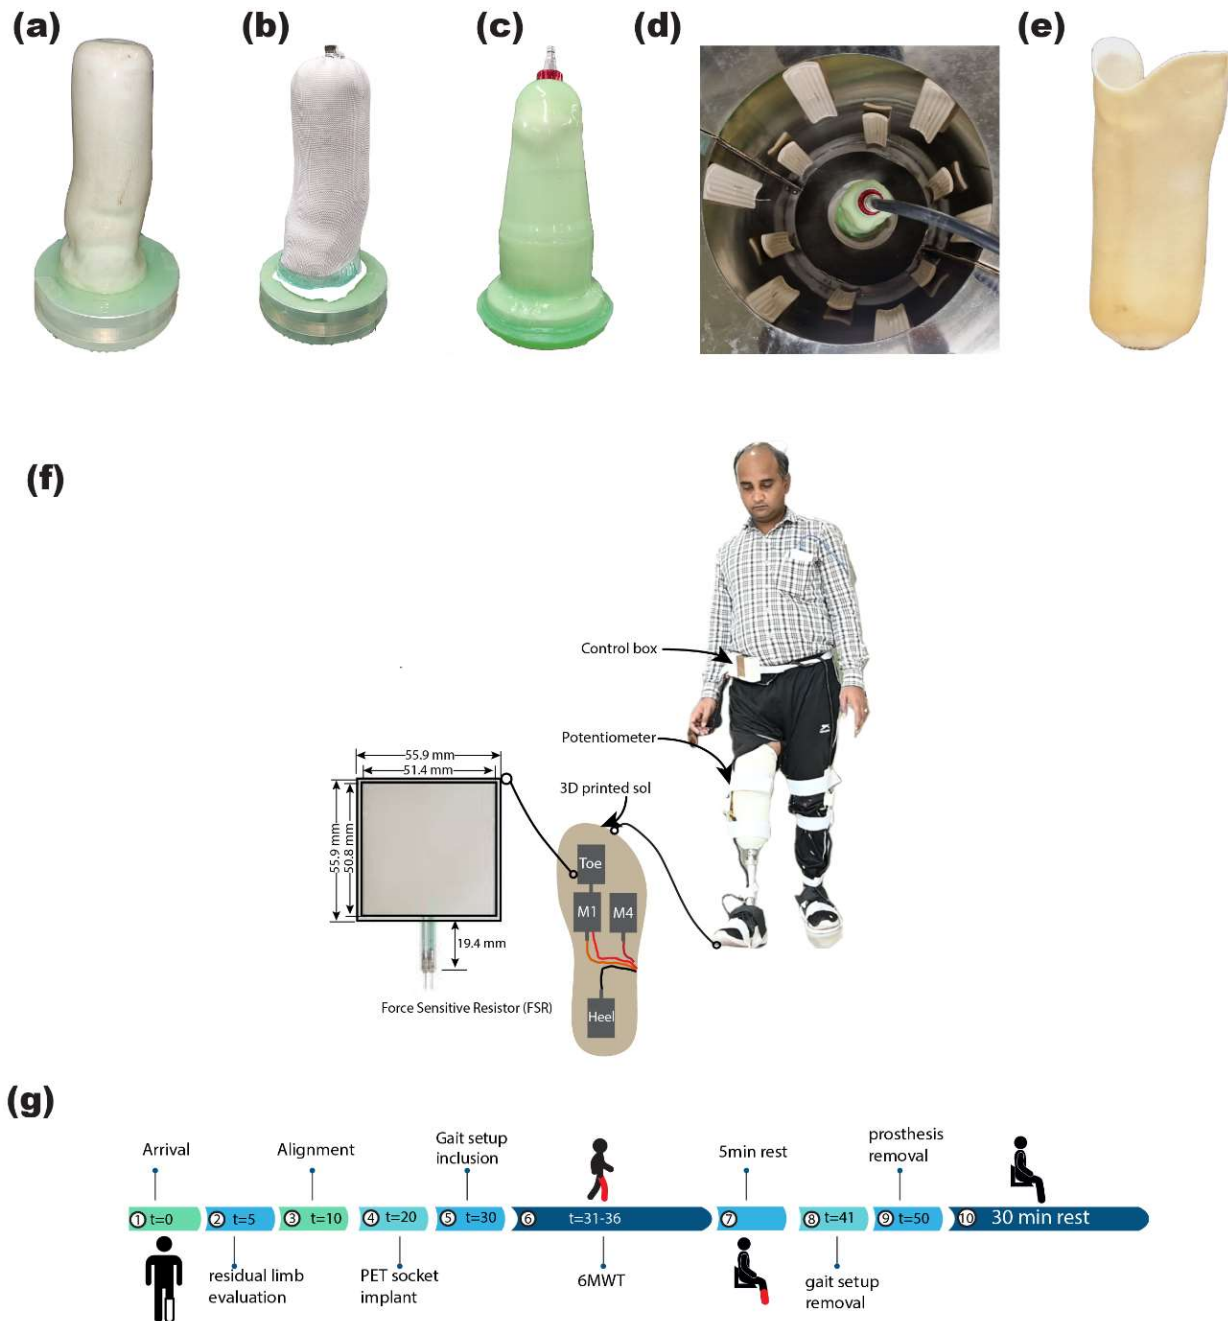 (a)
(b)
(c)
(d)
(e)
(f)
Control box
Potentiometer
3D printed sol
55.9 mm
51.4 mm
55.9 mm
50.8 mm
19.4 mm
Toe
M1
M4
Heel
Force Sensitive Resistor (FSR)
(g)
Arrival
Alignment
Gait setup
inclusion
5min rest
prosthesis
removal
1 t=0
2 t=5
3 t=10
4 t=20
5 t=30
6 t=31-36
7
8 t=41
9 t=50
10 30 min rest
residual limb
evaluation
PET socket
implant
6MWT
gait setup
removal